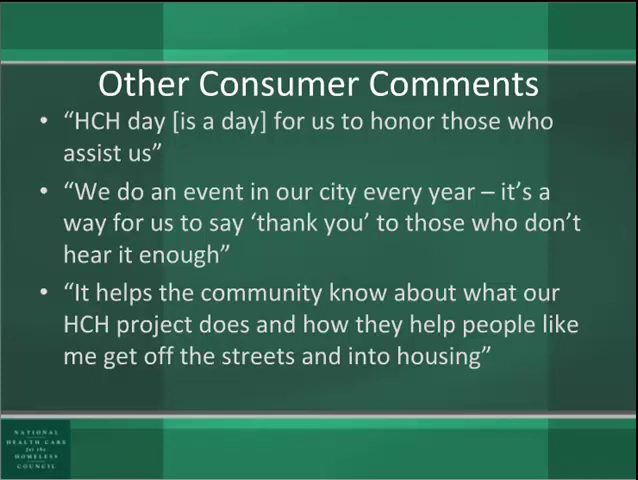 Other Consumer Comments
• “HCH day [is a day] for us to honor those who
assist us”
• “We do an event in our city every year – it’s a
way for us to say ‘thank you’ to those who don’t
hear it enough”
• “It helps the community know about what our
HCH project does and how they help people like
me get off the streets and into housing”
NATIONAL
HEALTH CARE
for the
HOMELESS
COUNCIL